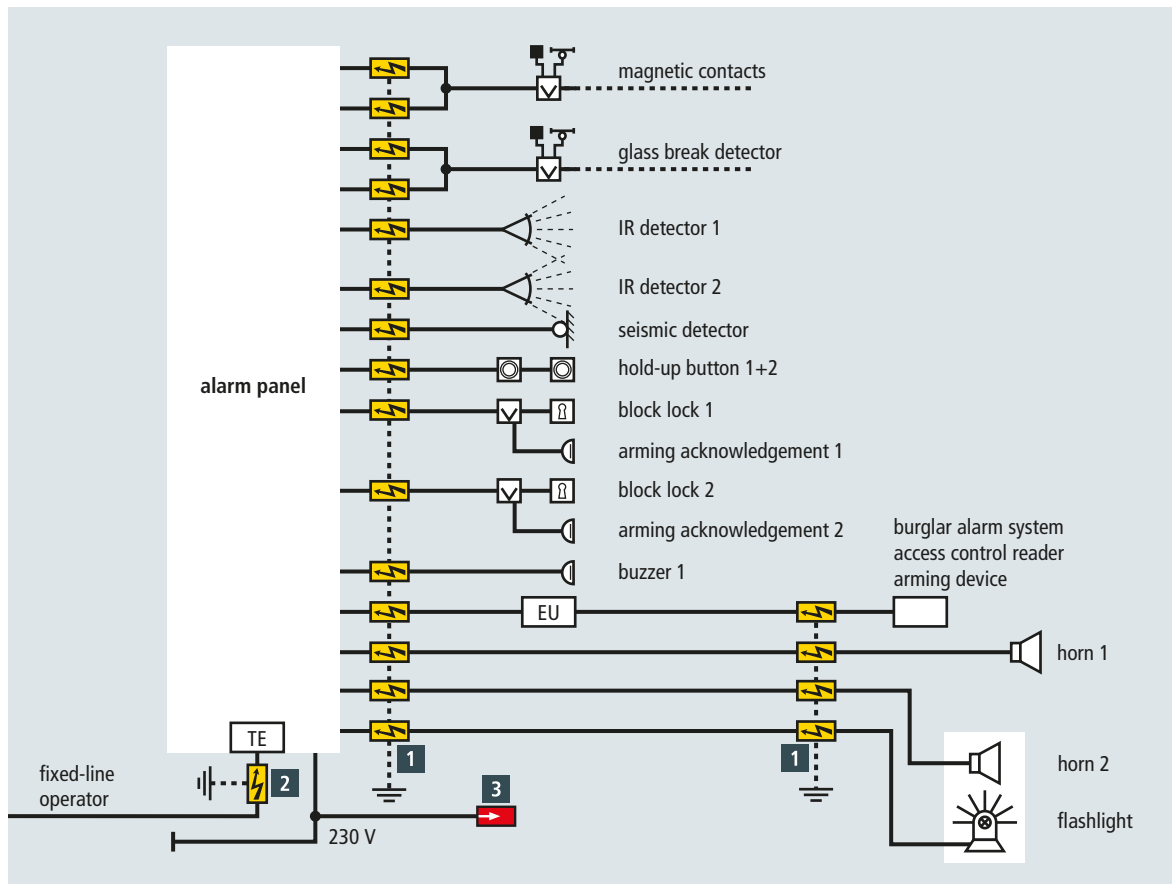 magnetic contacts
glass break detector
IR detector 1
IR detector 2
seismic detector
hold-up button 1+2
alarm panel
block lock 1
arming acknowledgement 1
block lock 2
arming acknowledgement 2
burglar alarm system
access control reader
arming device
buzzer 1
EU
horn 1
TE
1
1
horn 2
fixed-line
operator
2
3
flashlight
230 V